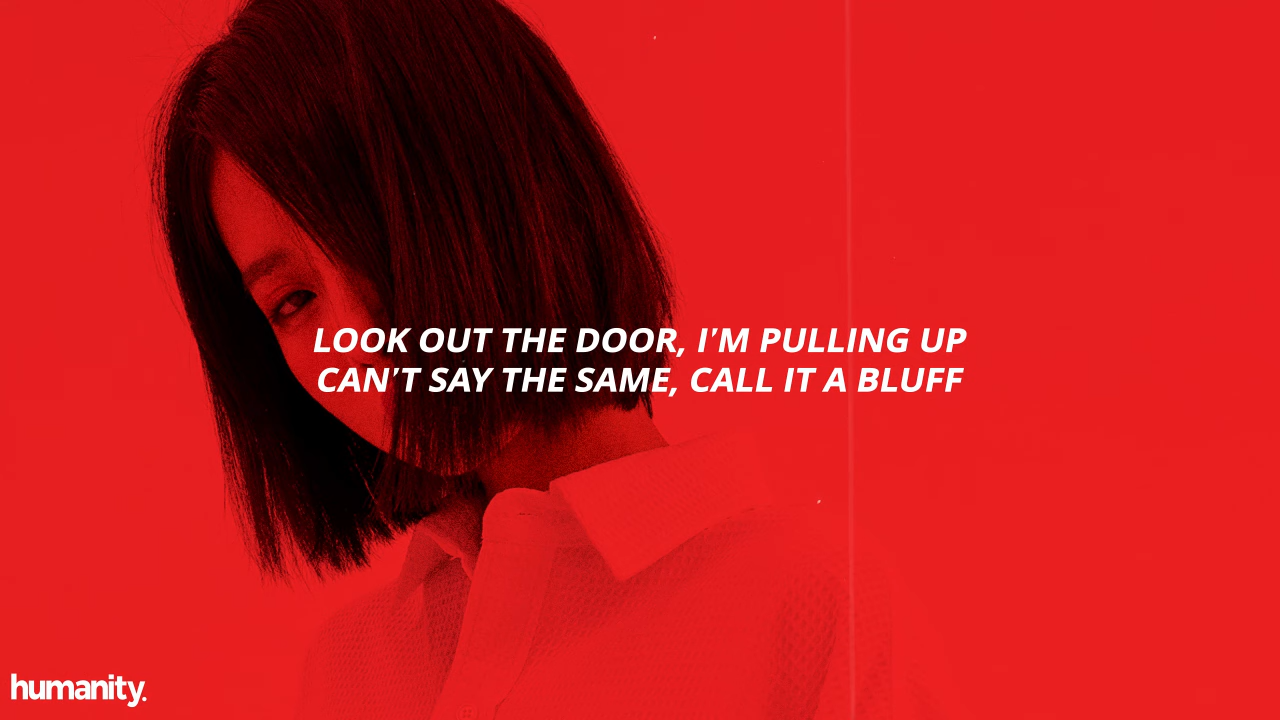 LOOK OUT THE DOOR, I'M PULLING UP
CAN'T SAY THE SAME, CALL IT A BLUFF
humanity.